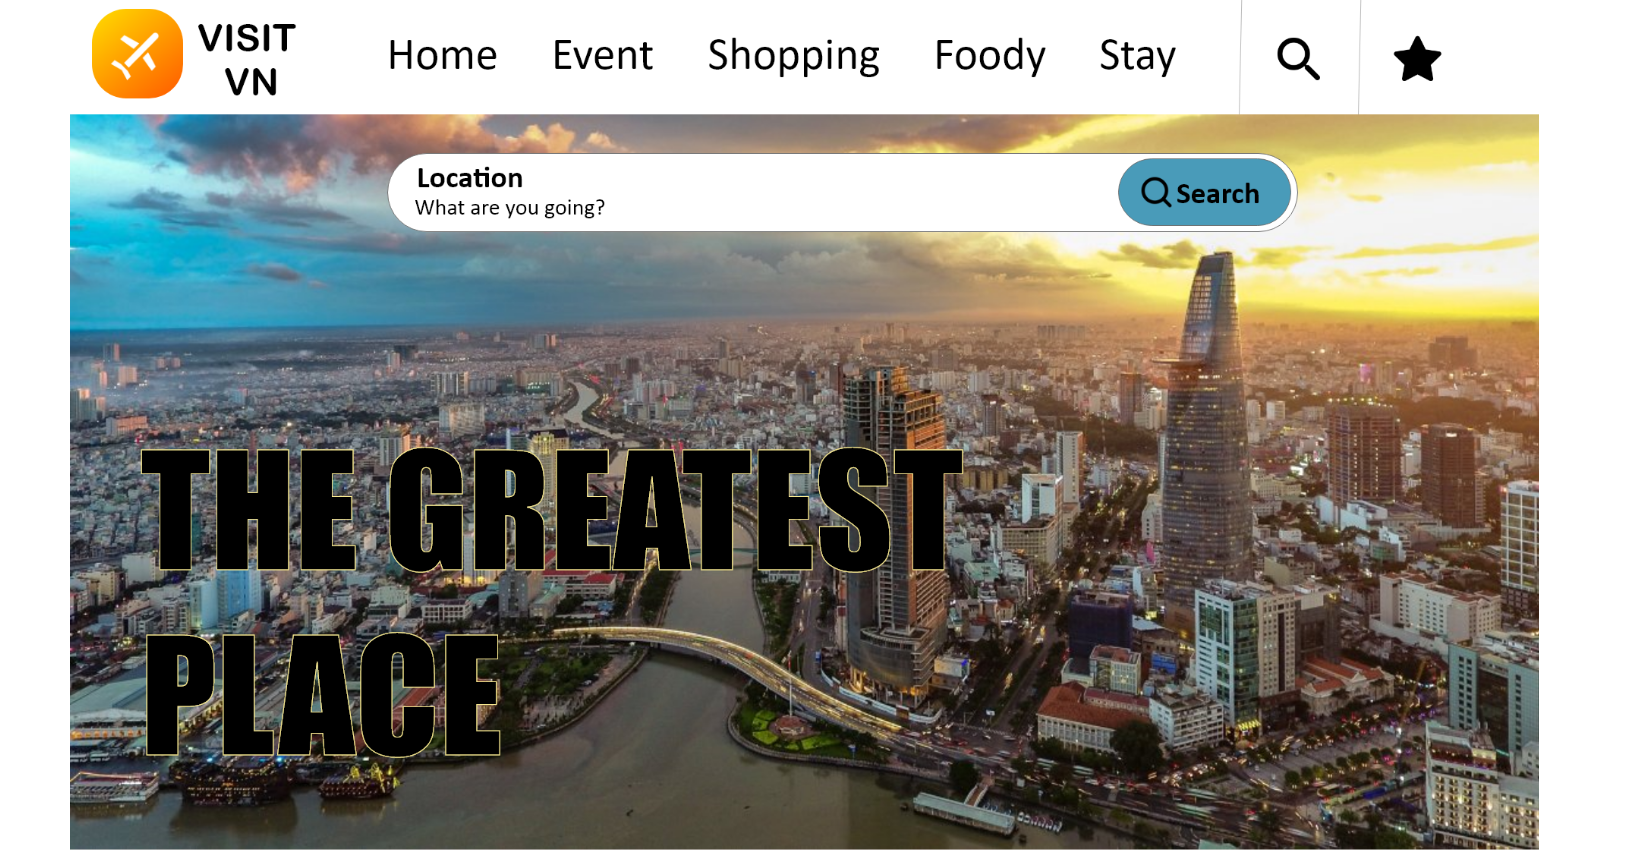 VISIT
VN
Home Event Shopping Foody Stay
Location
What are you going?
Search
THE GREATEST
PLACE